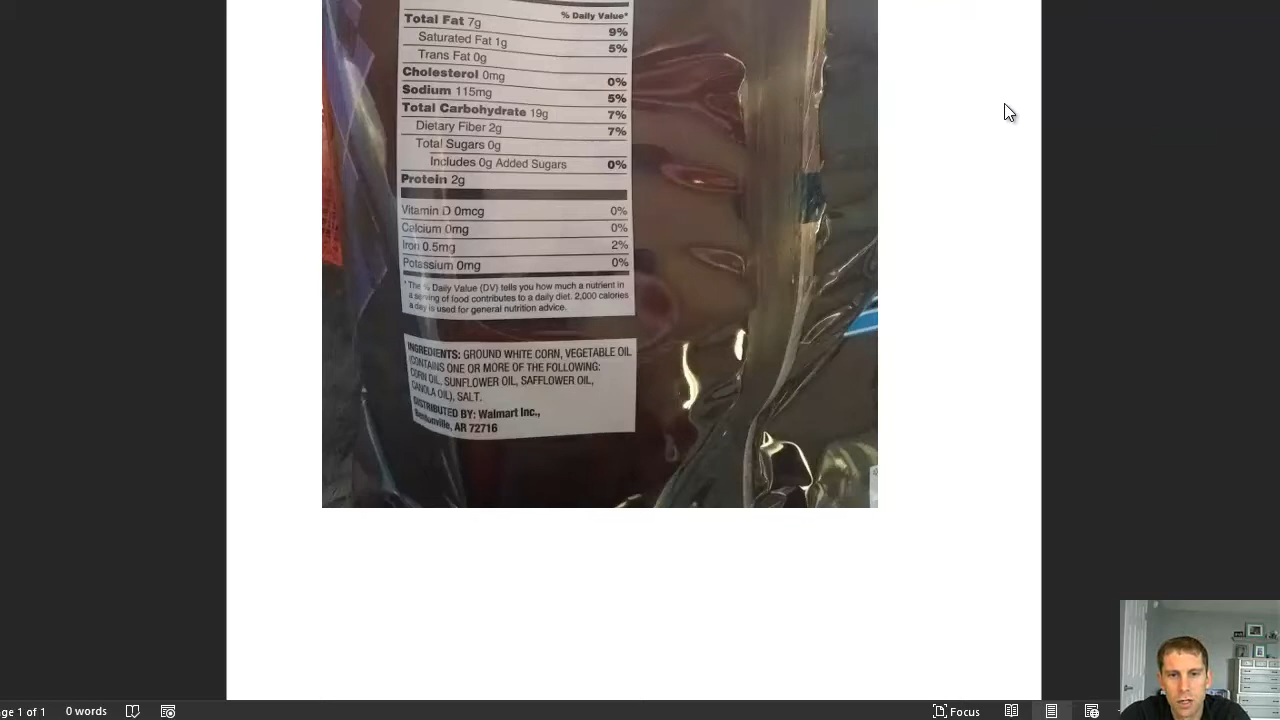 % Daily Value*
Total Fat 7g 9%
Saturated Fat 1g 5%
Trans Fat 0g
Cholesterol 0mg 0%
Sodium 115mg 5%
Total Carbohydrate 19g 7%
Dietary Fiber 2g 7%
Total Sugars 0g
Includes 0g Added Sugars 0%
Protein 2g
Vitamin D 0mcg 0%
Calcium 0mg 0%
Iron 0.5mg 2%
Potassium 0mg 0%
*The % Daily Value (DV) tells you how much a nutrient in
a serving of food contributes to a daily diet. 2,000 calories
a day is used for general nutrition advice.
INGREDIENTS: GROUND WHITE CORN, VEGETABLE OIL
(CONTAINS ONE OR MORE OF THE FOLLOWING:
CORN OIL, SUNFLOWER OIL, SAFFLOWER OIL,
CANOLA OIL), SALT.
DISTRIBUTED BY: Walmart Inc.,
Bentonville, AR 72716
ge 1 of 1 0 words Focus